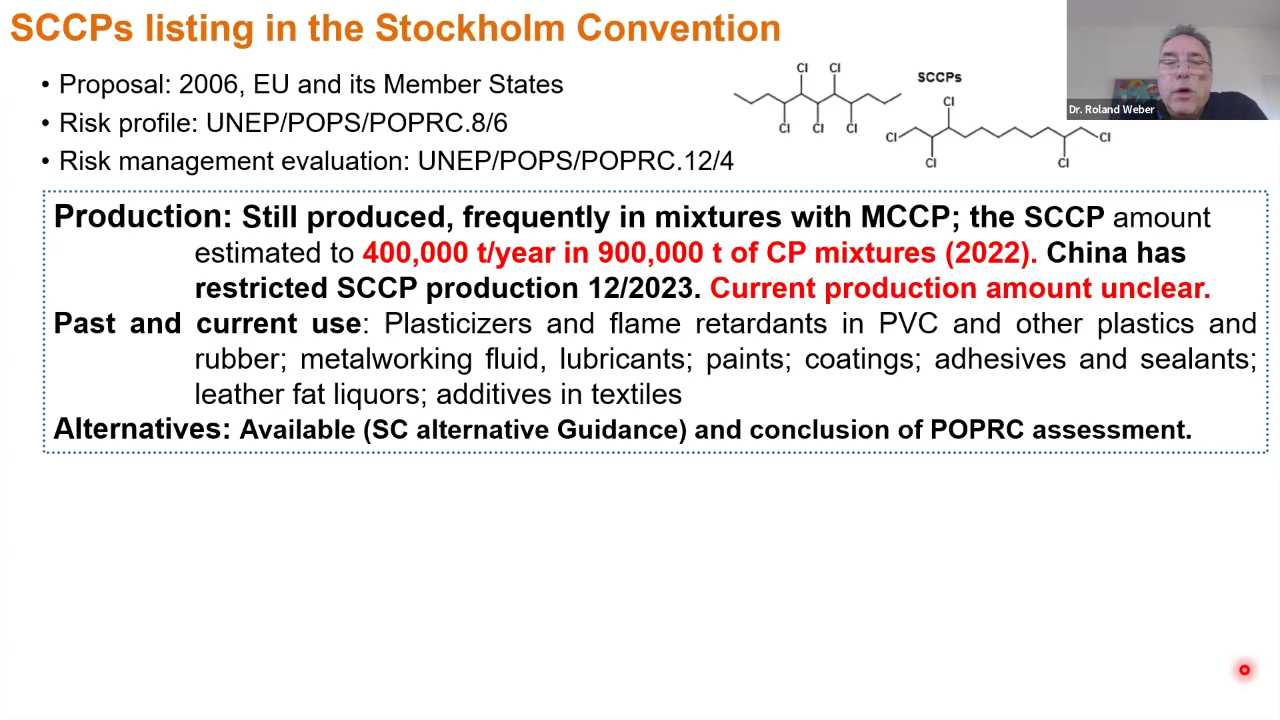 SCCPs listing in the Stockholm Convention
• Proposal: 2006, EU and its Member States
• Risk profile: UNEP/POPS/POPRC.8/6
• Risk management evaluation: UNEP/POPS/POPRC.12/4
Cl Cl
Cl Cl Cl
SCCPs
Cl
Cl Cl
Cl Cl
Dr. Roland Weber
Production: Still produced, frequently in mixtures with MCCP; the SCCP amount
estimated to 400,000 t/year in 900,000 t of CP mixtures (2022). China has
restricted SCCP production 12/2023. Current production amount unclear.
Past and current use: Plasticizers and flame retardants in PVC and other plastics and
rubber; metalworking fluid, lubricants; paints; coatings; adhesives and sealants;
leather fat liquors; additives in textiles
Alternatives: Available (SC alternative Guidance) and conclusion of POPRC assessment.